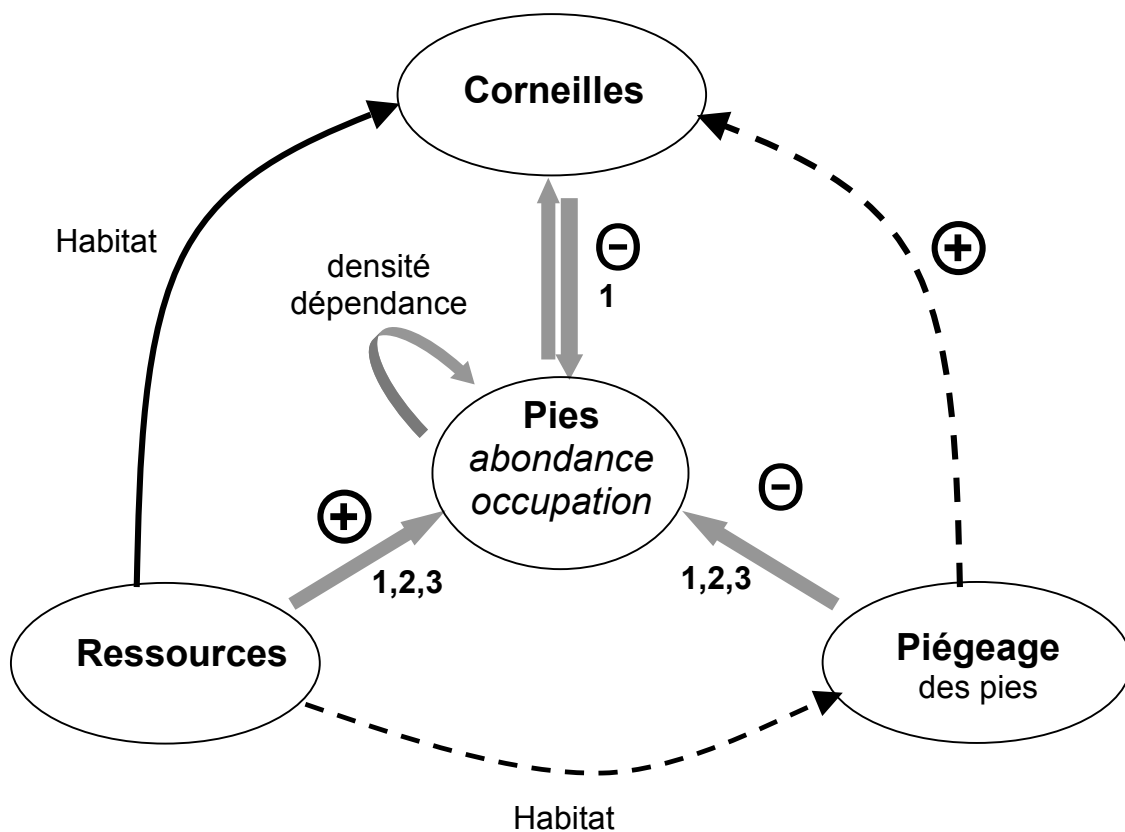 Corneilles
Habitat
+
densité
dépendance
−
1
Pies
abondance
occupation
+
−
1,2,3
1,2,3
Ressources
Piégeage
des pies
Habitat